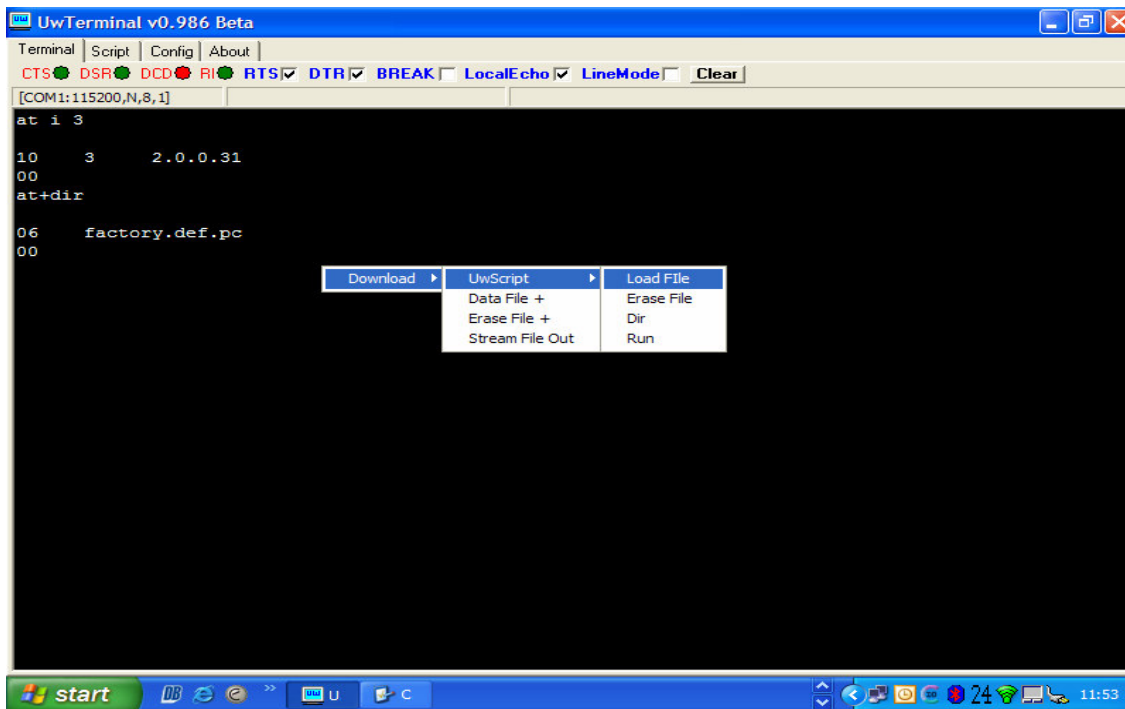 UwTerminal v0.986 Beta
Terminal Script Config About
CTS DSR DCD RI RTS DTR BREAK LocalEcho LineMode Clear
[COM1:115200,N,8,1]
at i 3
10 3 2.0.0.31
00
at+dir
06 factory.def.pc
00
Download UwScript Load FIle
Data File + Erase File
Erase File + Dir
Stream File Out Run
start U C 24 11:53